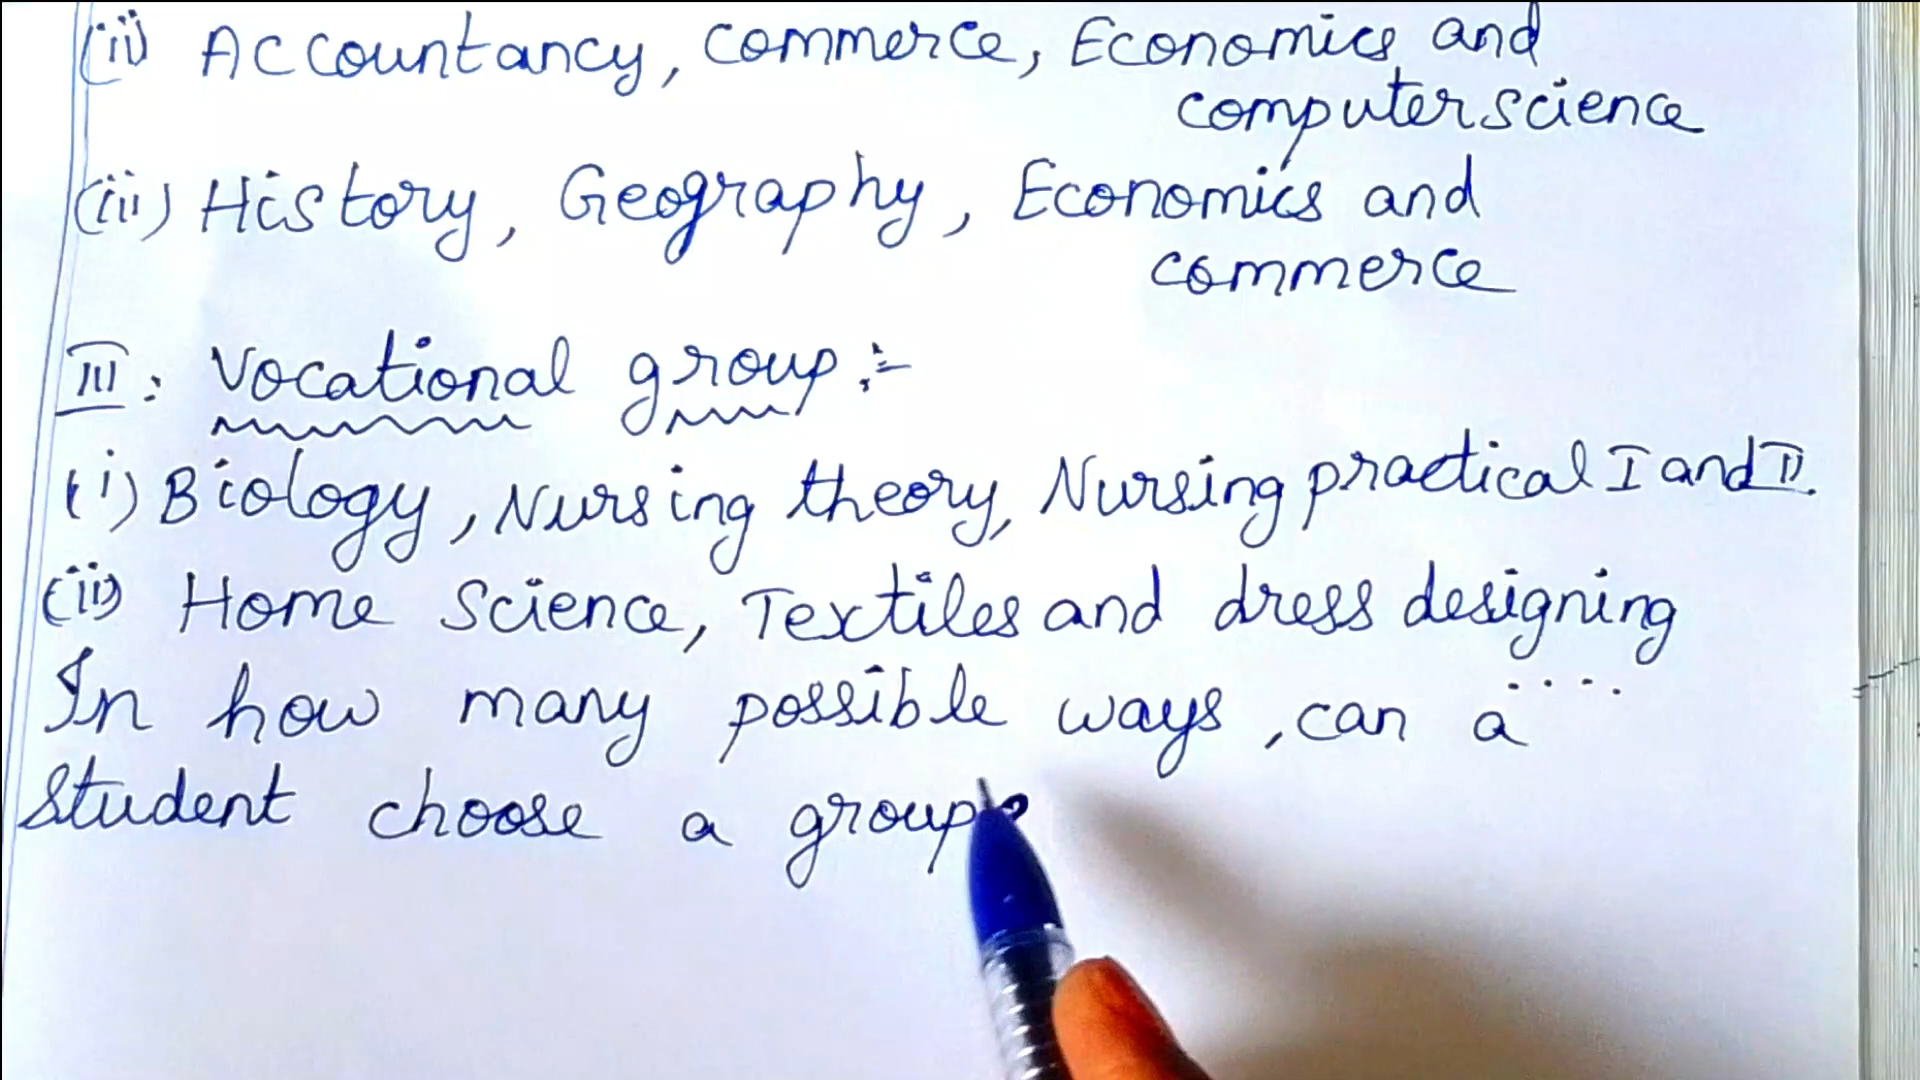 (ii) Accountancy, commerce, Economics and
computer science
(iii) History, Geography, Economics and
commerce
III. Vocational group :-
(i) Biology, Nursing theory, Nursing practical I and II.
(ii) Home Science, Textiles and dress designing
In how many possible ways, can a
Student choose a group?